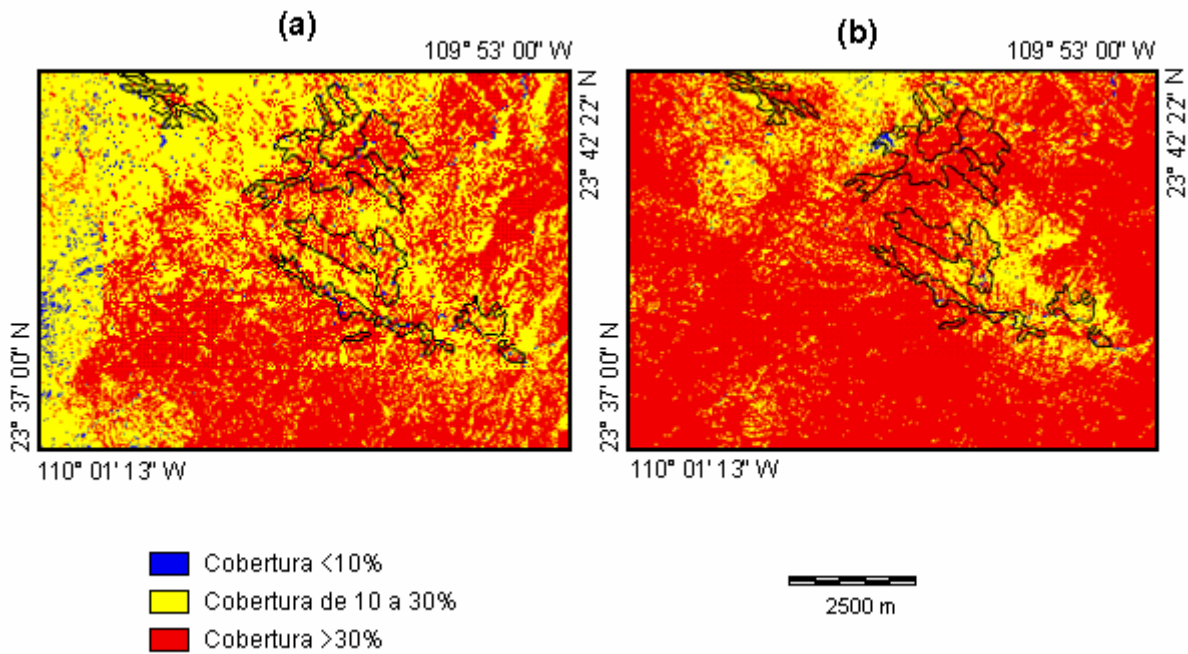 (a)
109° 53' 00" W
23° 42' 22" N
23° 37' 00" N
110° 01' 13" W
(b)
109° 53' 00" W
23° 42' 22" N
23° 37' 00" N
110° 01' 13" W
Cobertura <10%
Cobertura de 10 a 30%
Cobertura >30%
2500 m